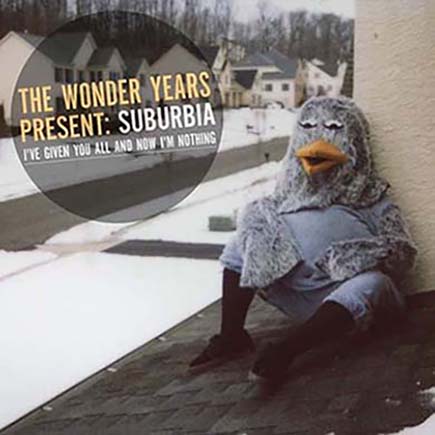 THE WONDER YEARS
PRESENT: SUBURBIA
I'VE GIVEN YOU ALL AND NOW I'M NOTHING